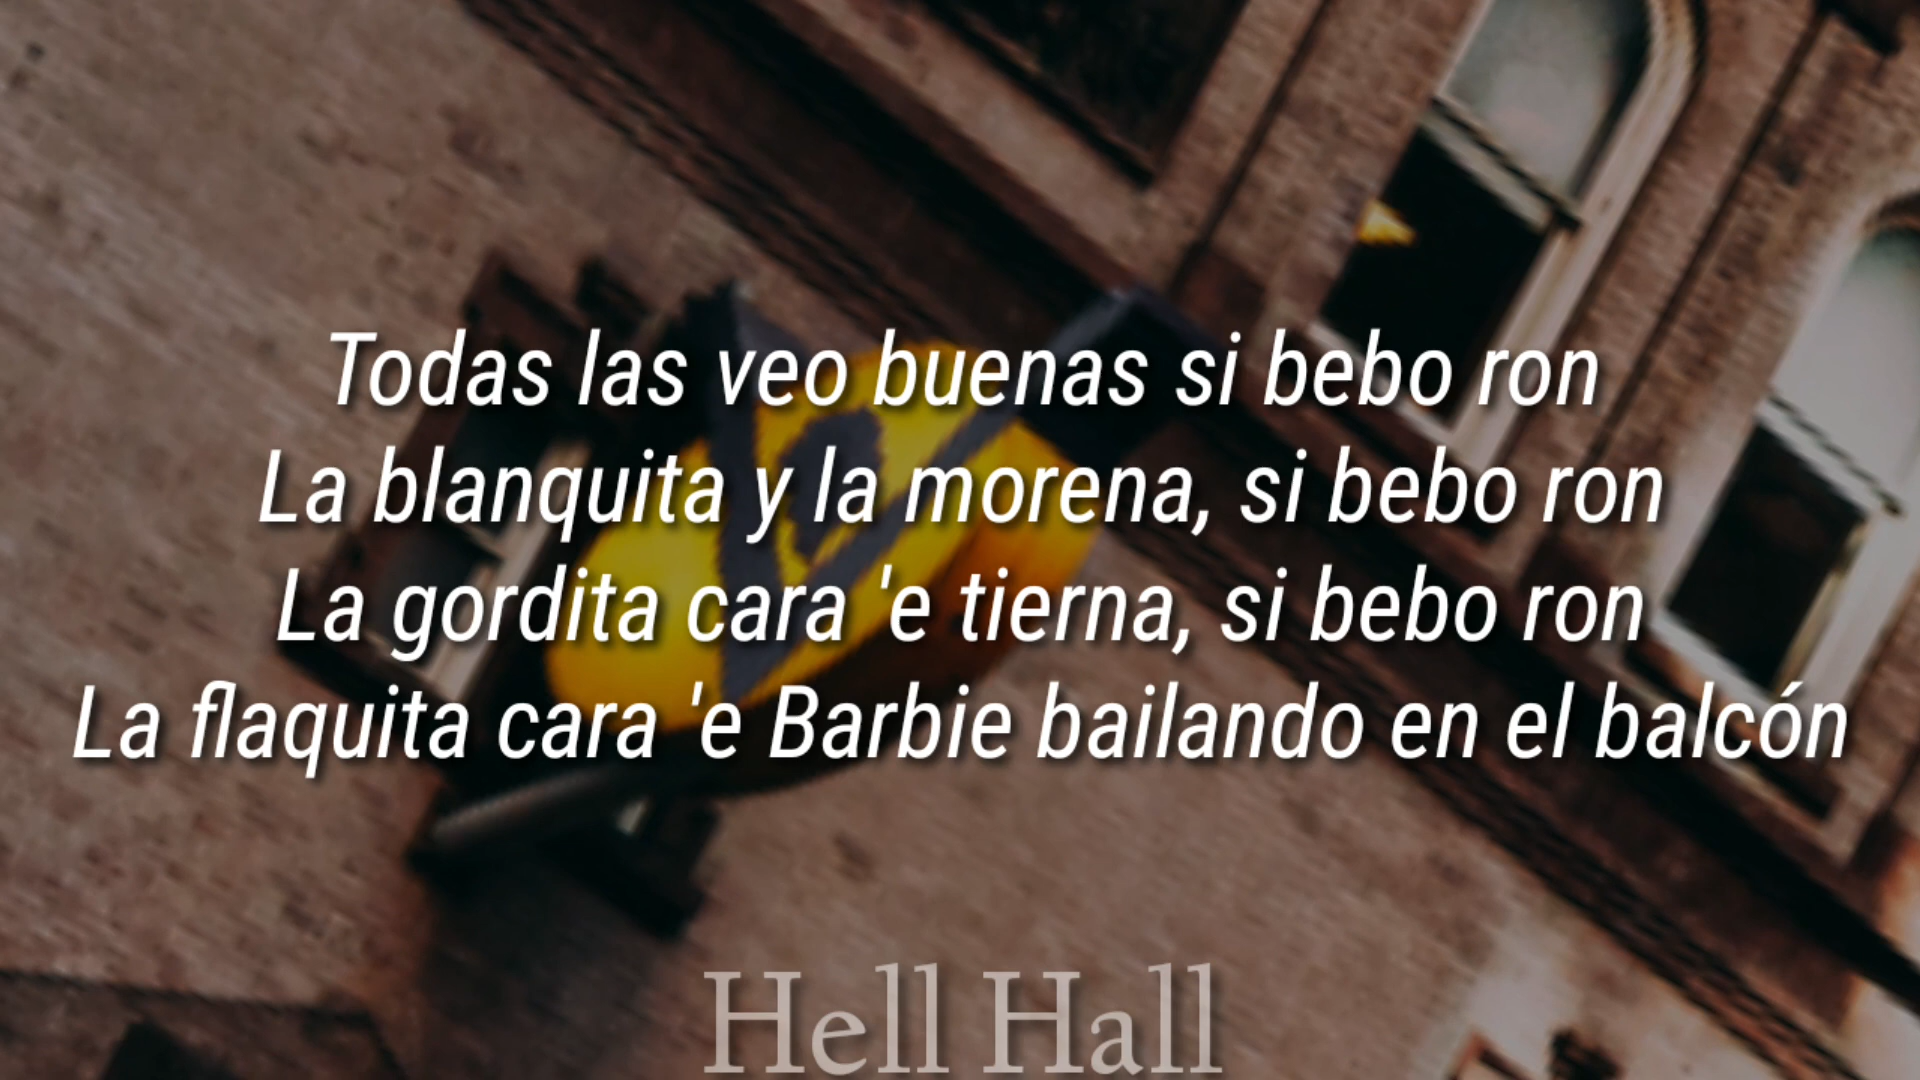 Todas las veo buenas si bebo ron
La blanquita y la morena, si bebo ron
La gordita cara 'e tierna, si bebo ron
La flaquita cara 'e Barbie bailando en el balcón
Hell Hall